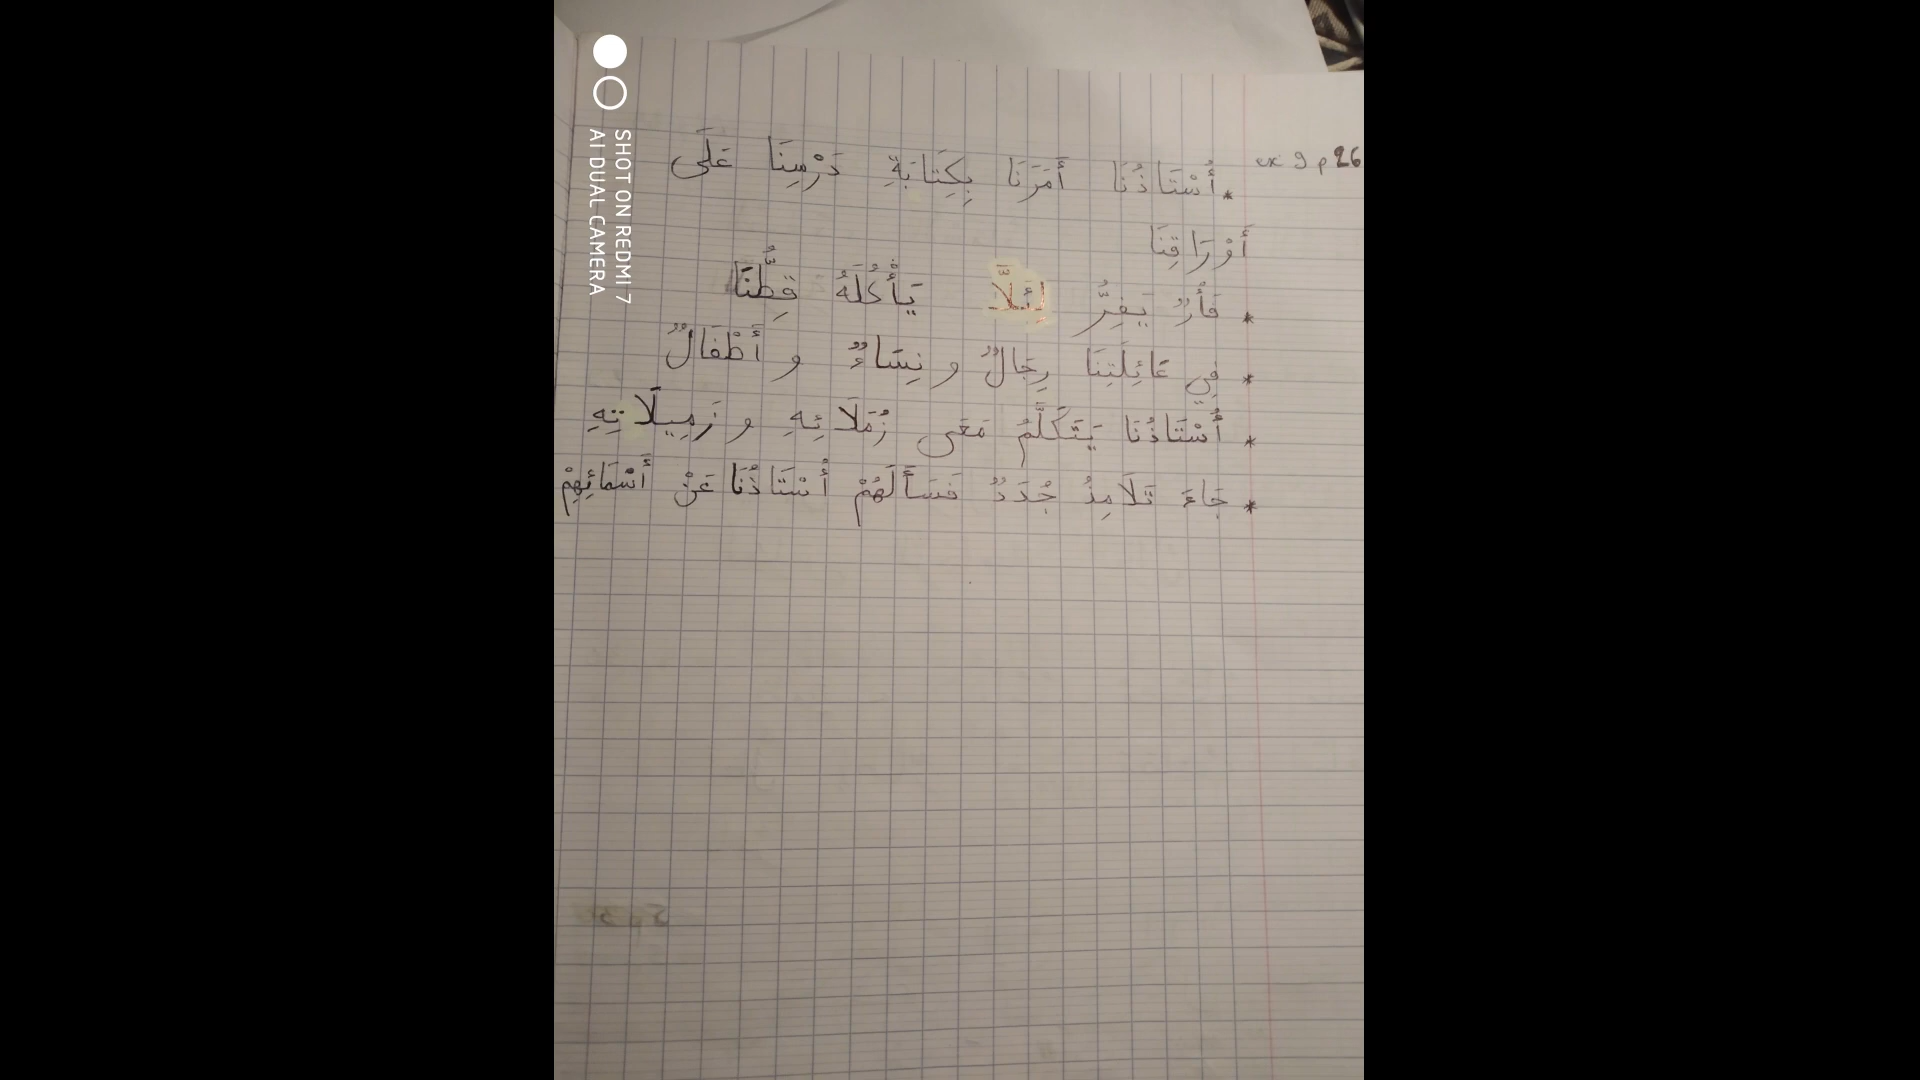 ex 9 p 26
* أُسْتَاذُنَا أَمَرَنَا بِكِتَابَةِ دَرْسِنَا عَلَى
أَوْرَاقِنَا
* فَأْرٌ يَفِرُّ لِئَلَّا يَأْكُلَهُ قِطُّنَا
* فِي عَائِلَتِنَا رِجَالٌ و نِسَاءٌ و أَطْفَالٌ
* أُسْتَاذُنَا يَتَكَلَّمُ مَعَى زُمَلَائِهِ و زَمِيلَاتِهِ
* جَاءَ تَلَامِذُ جُدَدٌ فَسَأَلَهُمْ أُسْتَاذُنَا عَنْ أَسْمَائِهِمْ
SHOT ON REDMI 7
AI DUAL CAMERA